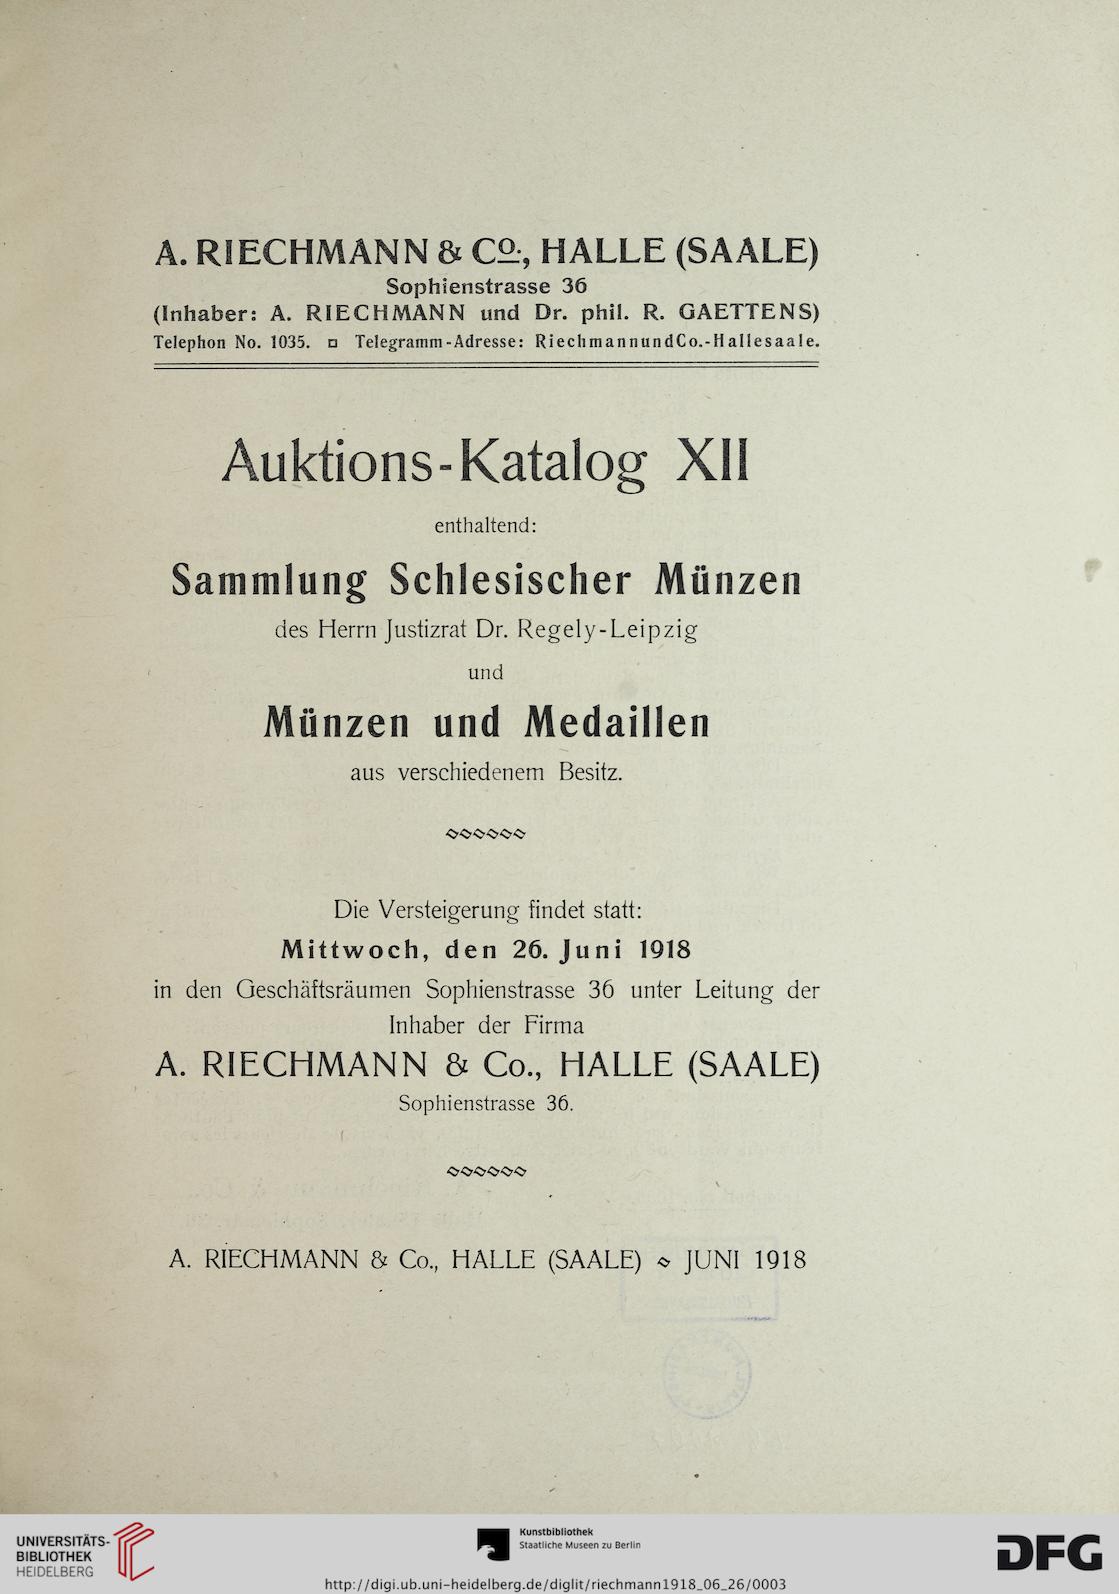 A. RIECHMANN & Co., HALLE (SAALE)
Sophienstrasse 36
(Inhaber: A. RIECHMANN und Dr. phil. R. GAETTENS)
Telephon No. 1035. ▫ Telegramm-Adresse: RiechmannundCo.-Hallesaale.
Auktions-Katalog XII
enthaltend:
Sammlung Schlesischer Münzen
des Herrn Justizrat Dr. Regely-Leipzig
und
Münzen und Medaillen
aus verschiedenem Besitz.
Die Versteigerung findet statt:
Mittwoch, den 26. Juni 1918
in den Geschäftsräumen Sophienstrasse 36 unter Leitung der
Inhaber der Firma
A. RIECHMANN & Co., HALLE (SAALE)
Sophienstrasse 36.
A. RIECHMANN & Co., HALLE (SAALE) JUNI 1918
UNIVERSITÄTS-
BIBLIOTHEK
HEIDELBERG
Kunstbibliothek
Staatliche Museen zu Berlin
DFG
http://digi.ub.uni-heidelberg.de/diglit/riechmann1918_06_26/0003